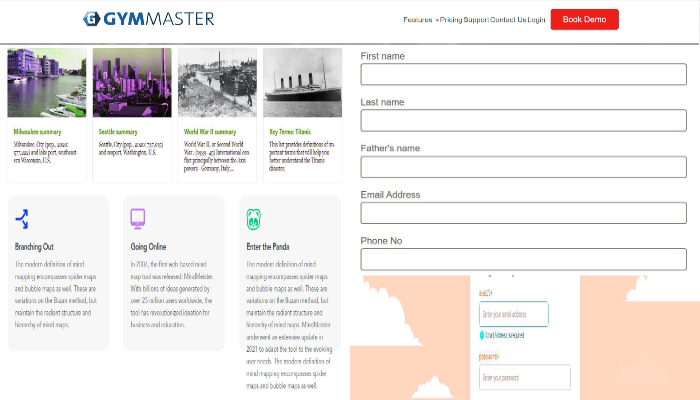 GYMMASTER
Features Pricing Support Contact Us Login
Book Demo
Milwaukee summary
Milwaukee, City (pop., 2020:
577,222) and lake port, southeast-
ern Wisconsin, U.S.
Seattle summary
Seattle, City (pop., 2020: 737,015)
and seaport, Washington, U.S.
World War II summary
World War II, or Second World
War, (1939–45) International con-
flict principally between the Axis
powers—Germany, Italy,...
Key Terms: Titanic
This list provides definitions of im-
portant terms that will help you
better understand the Titanic
disaster.
Branching Out
The modern definition of mind
mapping encompasses spider maps
and bubble maps as well. These are
variations on the Buzan method, but
maintain the radiant structure and
hierarchy of mind maps.
Going Online
In 2007, the first web based mind
map tool was released: MindMeister.
With billions of ideas generated by
over 25 million users worldwide, the
tool has revolutionized ideation for
business and education.
Enter the Panda
The modern definition of mind
mapping encompasses spider maps
and bubble maps as well. These are
variations on the Buzan method, but
maintain the radiant structure and
hierarchy of mind maps. MindMeister
underwent an extensive update in
2021 to adapt the tool to the evolving
user needs. The modern definition of
mind mapping encompasses spider
maps and bubble maps as well.
First name
Last name
Father's name
Email Address
Phone No
Enter your email address
Email Address is required
password*
Enter your password